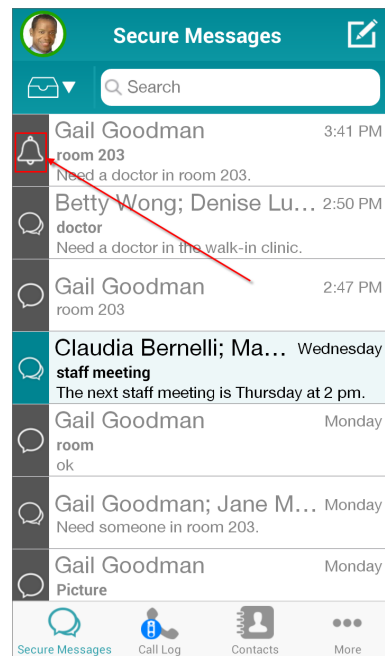 Secure Messages
Search
Gail Goodman 3:41 PM
room 203
Need a doctor in room 203.
Betty Wong; Denise Lu... 2:50 PM
doctor
Need a doctor in the walk-in clinic.
Gail Goodman 2:47 PM
room 203
Claudia Bernelli; Ma... Wednesday
staff meeting
The next staff meeting is Thursday at 2 pm.
Gail Goodman Monday
room
ok
Gail Goodman; Jane M... Monday
Need someone in room 203.
Gail Goodman Monday
Picture
Secure Messages Call Log Contacts More